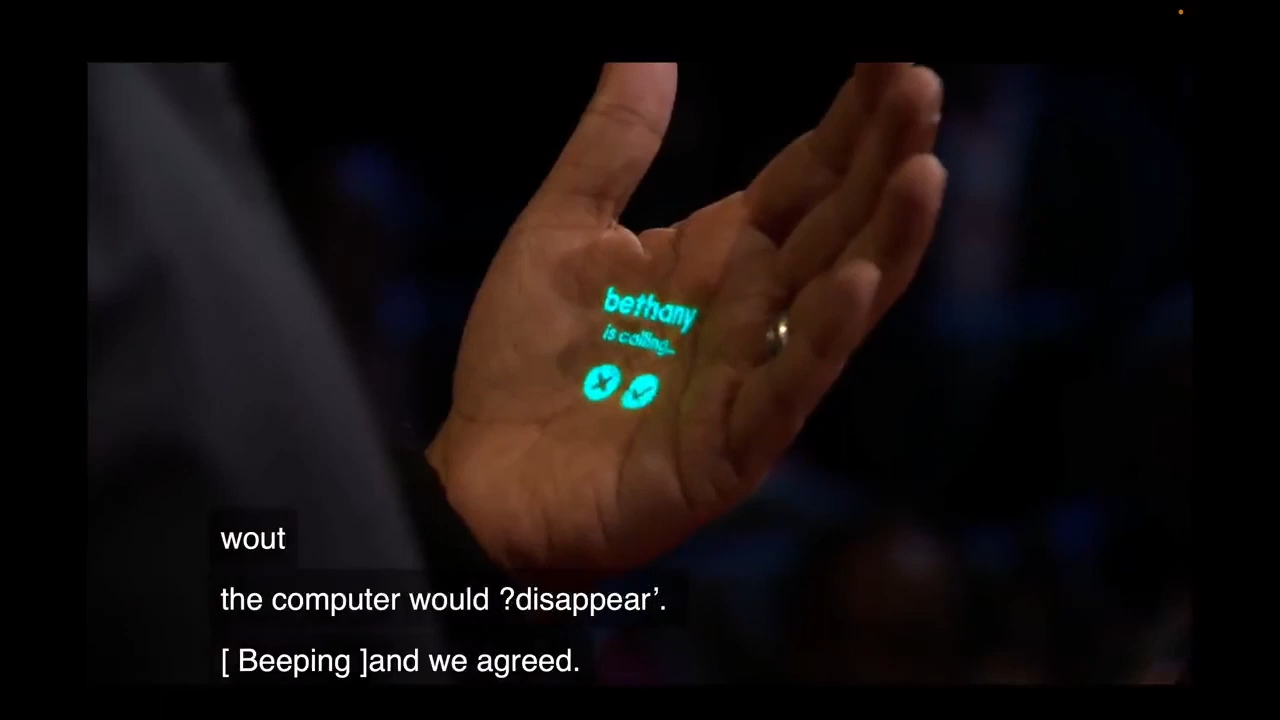 bethany
is calling...
wout
the computer would ?disappear’.
[ Beeping ]and we agreed.